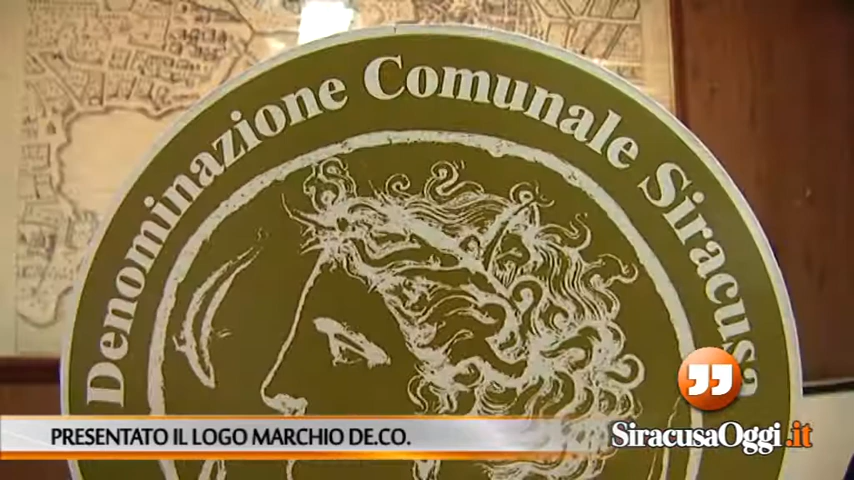 Denominazione Comunale Siracusa
PRESENTATO IL LOGO MARCHIO DE.CO.
SiracusaOggi.it